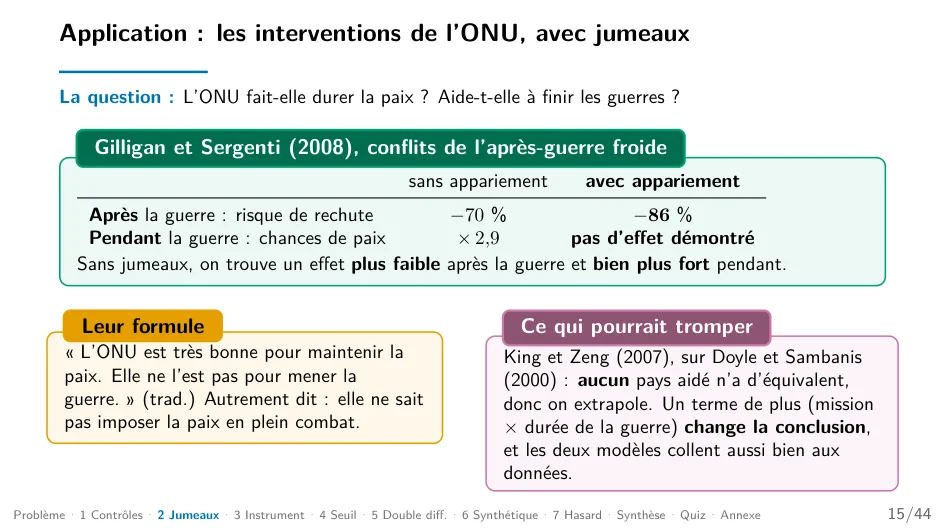 Application : les interventions de l'ONU, avec jumeaux
La question : L'ONU fait-elle durer la paix ? Aide-t-elle à finir les guerres ?
Gilligan et Sergenti (2008), conflits de l'après-guerre froide
sans appariement avec appariement
Après la guerre : risque de rechute −70 % −86 %
Pendant la guerre : chances de paix × 2,9 pas d'effet démontré
Sans jumeaux, on trouve un effet plus faible après la guerre et bien plus fort pendant.
Leur formule
« L'ONU est très bonne pour maintenir la
paix. Elle ne l'est pas pour mener la
guerre. » (trad.) Autrement dit : elle ne sait
pas imposer la paix en plein combat.
Ce qui pourrait tromper
King et Zeng (2007), sur Doyle et Sambanis
(2000) : aucun pays aidé n'a d'équivalent,
donc on extrapole. Un terme de plus (mission
× durée de la guerre) change la conclusion,
et les deux modèles collent aussi bien aux
données.
Problème · 1 Contrôles · 2 Jumeaux · 3 Instrument · 4 Seuil · 5 Double diff. · 6 Synthétique · 7 Hasard · Synthèse · Quiz · Annexe 15/44